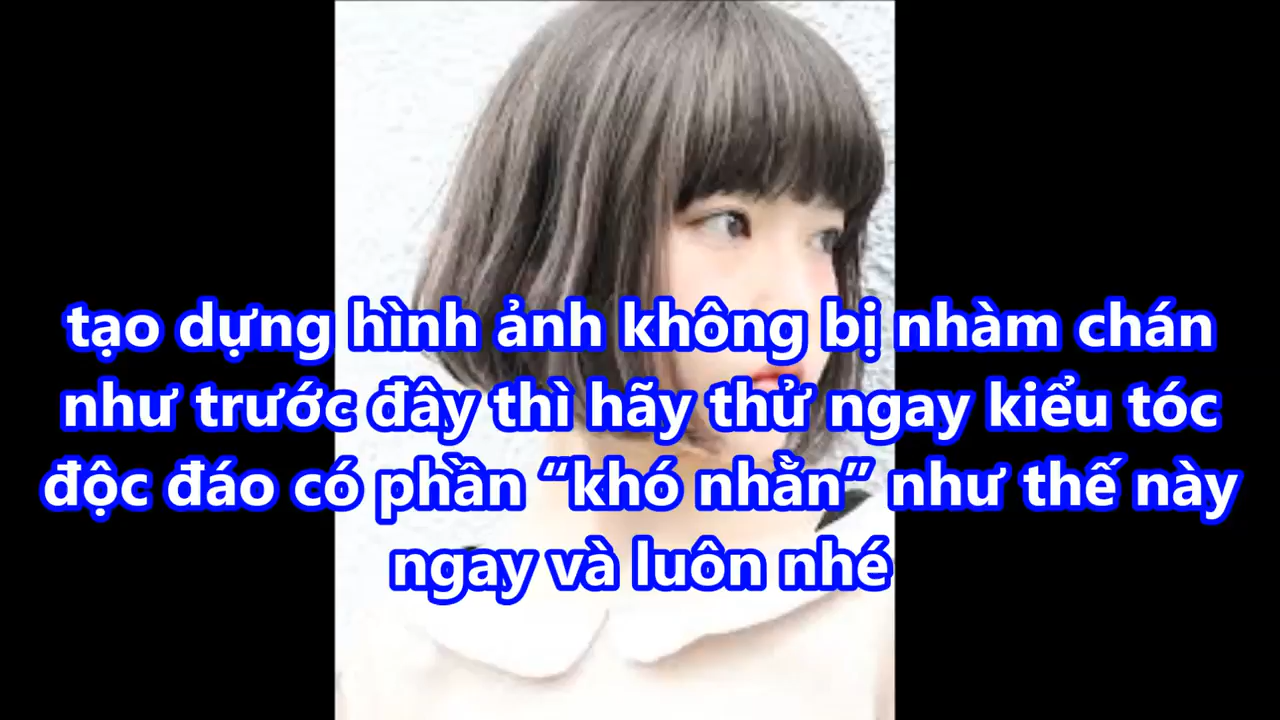 tạo dựng hình ảnh không bị nhàm chán
như trước đây thì hãy thử ngay kiểu tóc
độc đáo có phần “khó nhằn” như thế này
ngay và luôn nhé